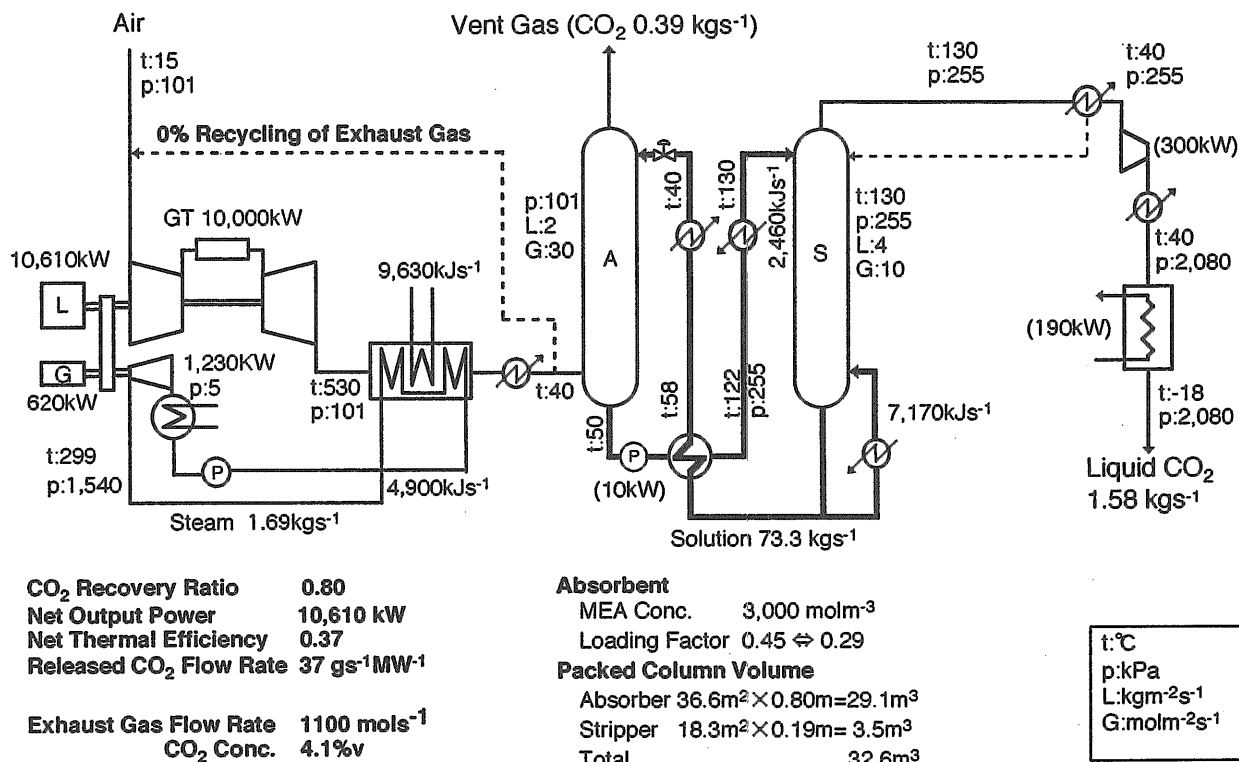 Air
Vent Gas (CO₂ 0.39 kgs⁻¹)
t:15
p:101
t:130
p:255
t:40
p:255
0% Recycling of Exhaust Gas
(300kW)
t:40
t:130
2,460kJs⁻¹
p:101
L:2
G:30
A
S
t:130
p:255
L:4
G:10
GT 10,000kW
10,610kW
9,630kJs⁻¹
L
t:40
p:2,080
(190kW)
G
1,230KW
p:5
620kW
t:530
p:101
t:40
t:50
t:58
t:122
p:255
7,170kJs⁻¹
t:-18
p:2,080
P
P
(10kW)
t:299
p:1,540
4,900kJs⁻¹
Liquid CO₂
1.58 kgs⁻¹
Steam 1.69kgs⁻¹
Solution 73.3 kgs⁻¹
CO₂ Recovery Ratio 0.80
Net Output Power 10,610 kW
Net Thermal Efficiency 0.37
Released CO₂ Flow Rate 37 gs⁻¹MW⁻¹
Exhaust Gas Flow Rate 1100 mols⁻¹
CO₂ Conc. 4.1%v
Absorbent
MEA Conc. 3,000 molm⁻³
Loading Factor 0.45 ⇔ 0.29
Packed Column Volume
Absorber 36.6m²×0.80m=29.1m³
Stripper 18.3m²×0.19m= 3.5m³
Total 32.6m³
t:℃
p:kPa
L:kgm⁻²s⁻¹
G:molm⁻²s⁻¹